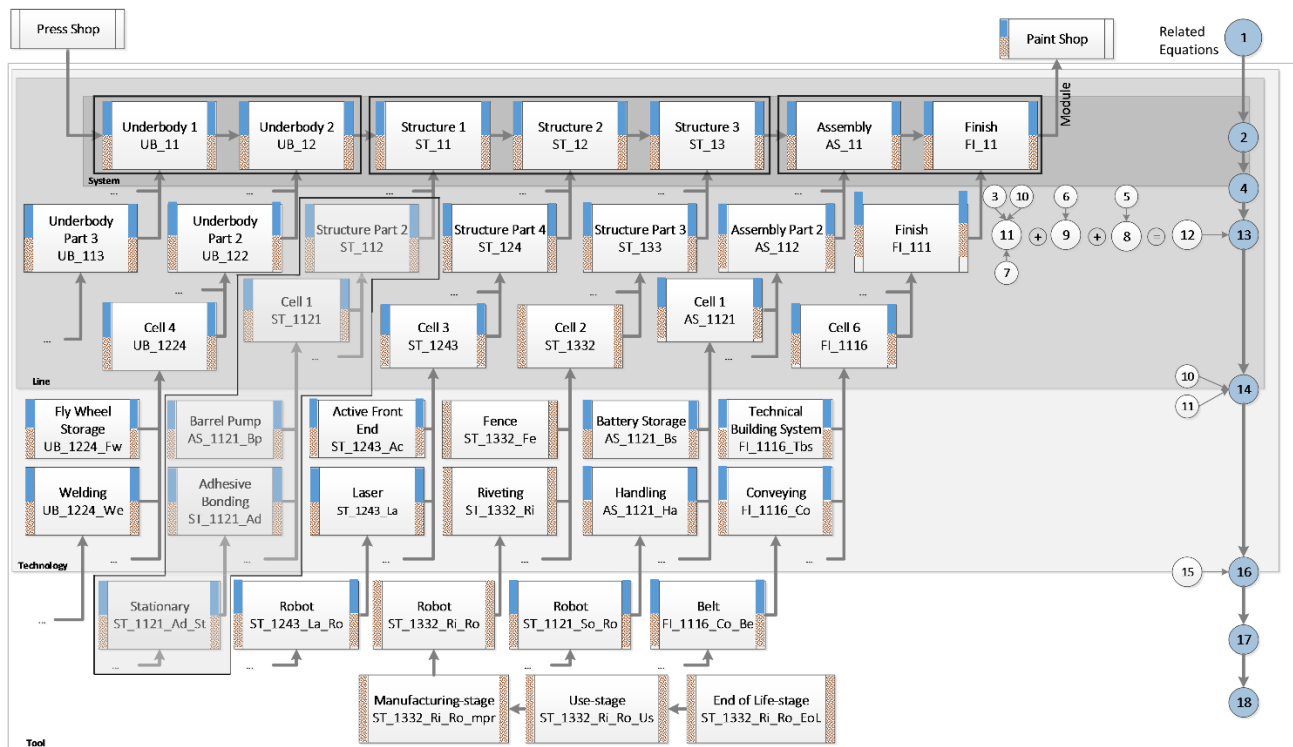 Press Shop
Paint Shop
Related
Equations
1
Module
Underbody 1
UB_11
Underbody 2
UB_12
Structure 1
ST_11
Structure 2
ST_12
Structure 3
ST_13
Assembly
AS_11
Finish
FI_11
2
System
... ... ... ... ... ...
4
Underbody
Part 3
UB_113
Underbody
Part 2
UB_122
Structure Part 2
ST_112
Structure Part 4
ST_124
Structure Part 3
ST_133
Assembly Part 2
AS_112
Finish
FI_111
3 10 6 5
11 + 9 + 8 = 12 13
7
... ... ... ... ...
Cell 4
UB_1224
Cell 1
ST_1121
Cell 3
ST_1243
Cell 2
ST_1332
Cell 1
AS_1121
Cell 6
FI_1116
... ... ... ...
Line
10
11
14
Fly Wheel
Storage
UB_1224_Fw
Barrel Pump
AS_1121_Bp
Active Front
End
ST_1243_Ac
Fence
ST_1332_Fe
Battery Storage
AS_1121_Bs
Technical
Building System
FI_1116_Tbs
Welding
UB_1224_We
Adhesive
Bonding
ST_1121_Ad
Laser
ST_1243_La
Riveting
ST_1332_Ri
Handling
AS_1121_Ha
Conveying
FI_1116_Co
... ... ... ... ... ...
Technology
15 16
...
Stationary
ST_1121_Ad_St
Robot
ST_1243_La_Ro
Robot
ST_1332_Ri_Ro
Robot
ST_1121_So_Ro
Belt
FI_1116_Co_Be
17
... ... ... ...
Manufacturing-stage
ST_1332_Ri_Ro_mpr
Use-stage
ST_1332_Ri_Ro_Us
End of Life-stage
ST_1332_Ri_Ro_EoL
18
Tool